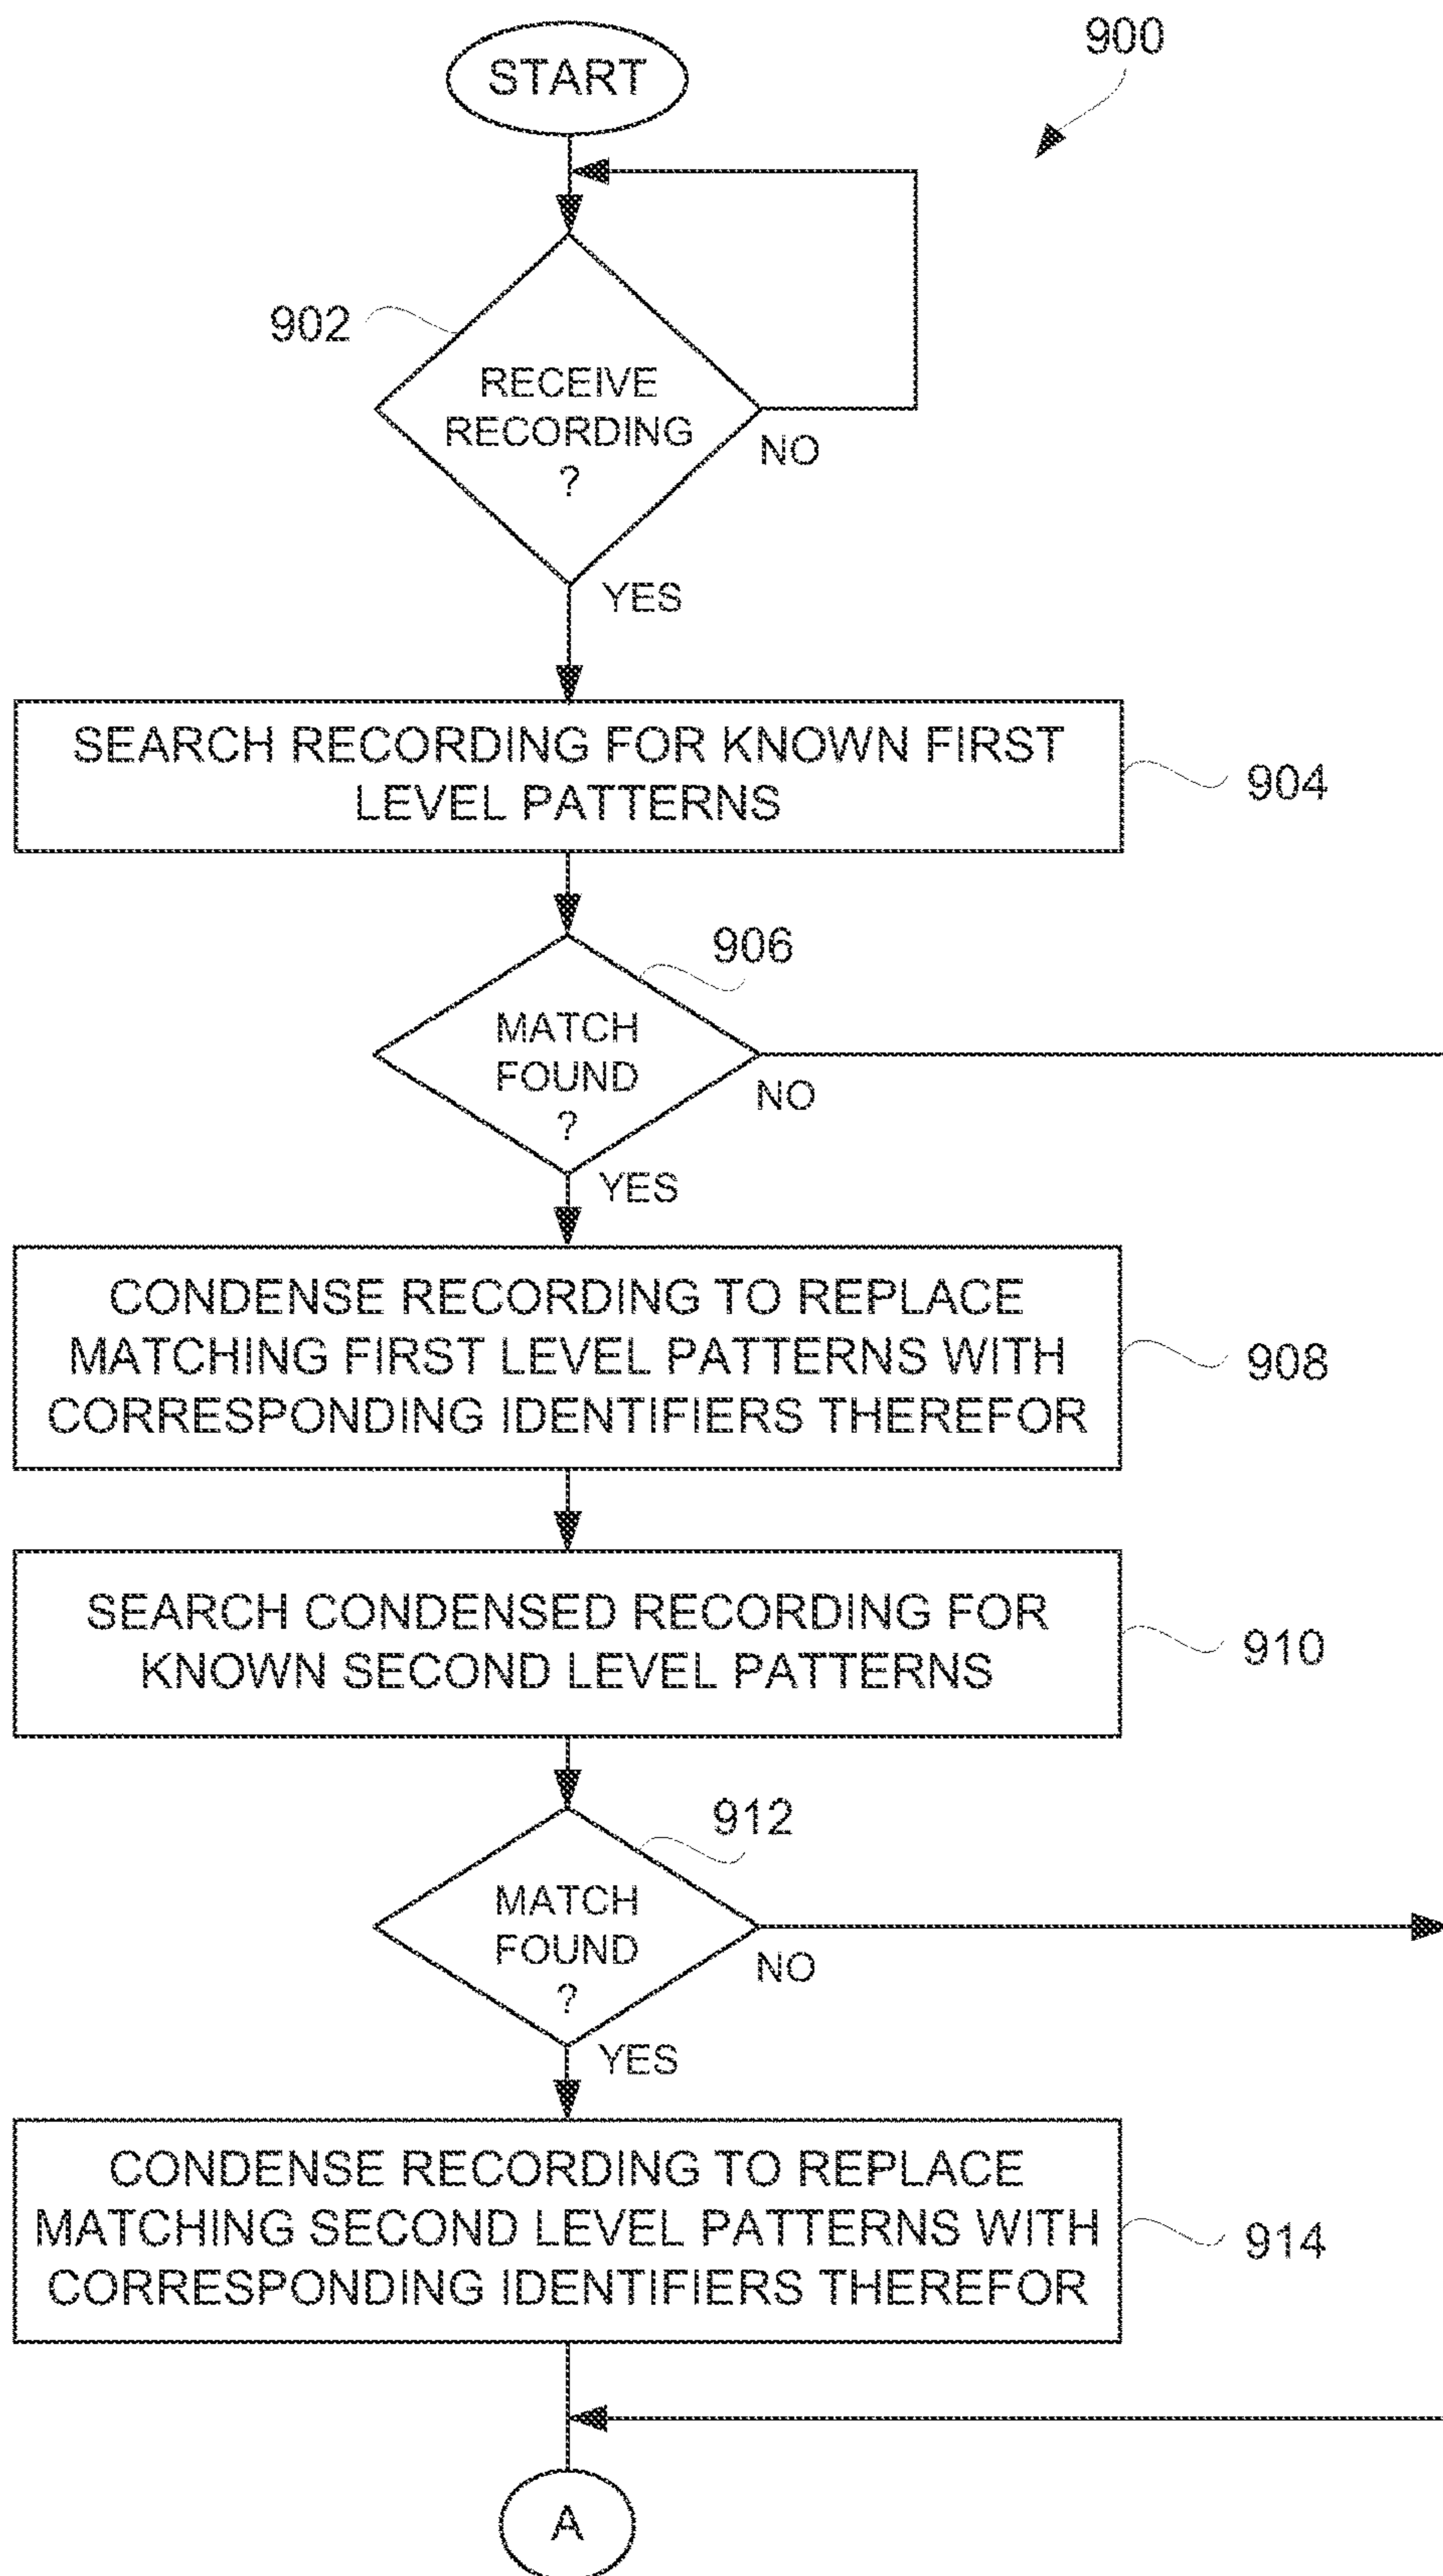 START
900
902
RECEIVE
RECORDING
?
NO
YES
SEARCH RECORDING FOR KNOWN FIRST
LEVEL PATTERNS
904
906
MATCH
FOUND
?
NO
YES
CONDENSE RECORDING TO REPLACE
MATCHING FIRST LEVEL PATTERNS WITH
CORRESPONDING IDENTIFIERS THEREFOR
908
SEARCH CONDENSED RECORDING FOR
KNOWN SECOND LEVEL PATTERNS
910
912
MATCH
FOUND
?
NO
YES
CONDENSE RECORDING TO REPLACE
MATCHING SECOND LEVEL PATTERNS WITH
CORRESPONDING IDENTIFIERS THEREFOR
914
A